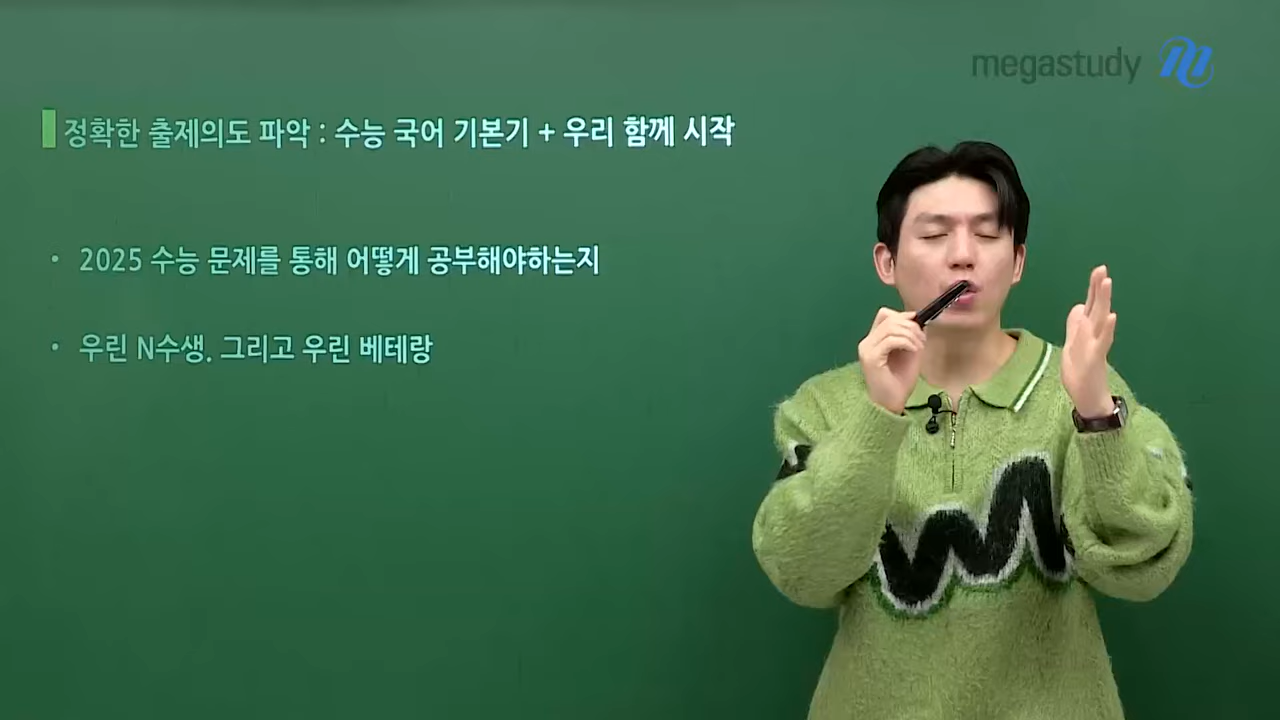 megastudy
정확한 출제의도 파악 : 수능 국어 기본기 + 우리 함께 시작
• 2025 수능 문제를 통해 어떻게 공부해야하는지
• 우린 N수생. 그리고 우린 베테랑